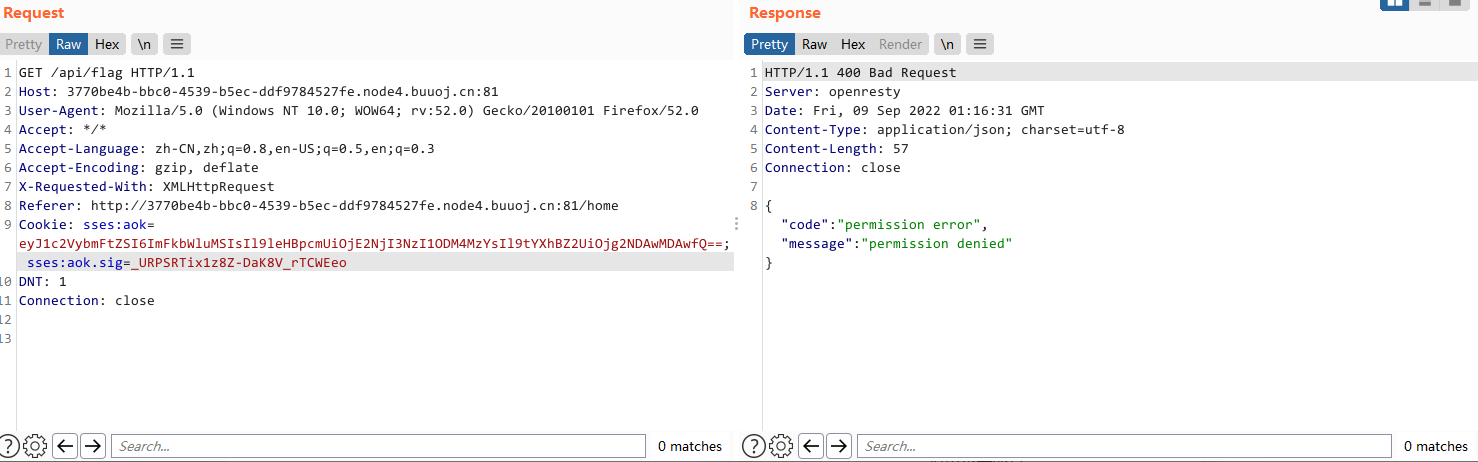 Request
Response
Pretty Raw Hex \n
Pretty Raw Hex Render \n
1 GET /api/flag HTTP/1.1
2 Host: 3770be4b-bbc0-4539-b5ec-ddf9784527fe.node4.buuoj.cn:81
3 User-Agent: Mozilla/5.0 (Windows NT 10.0; WOW64; rv:52.0) Gecko/20100101 Firefox/52.0
4 Accept: */*
5 Accept-Language: zh-CN,zh;q=0.8,en-US;q=0.5,en;q=0.3
6 Accept-Encoding: gzip, deflate
7 X-Requested-With: XMLHttpRequest
8 Referer: http://3770be4b-bbc0-4539-b5ec-ddf9784527fe.node4.buuoj.cn:81/home
9 Cookie: sses:aok=
eyJ1c2VybmFtZSI6ImFkbWluMSIsIl9leHBpcmUiOjE2NjI3NzI1ODM4MzYsIl9tYXhBZ2UiOjg2NDAwMDAwfQ==;
sses:aok.sig=_URPSRTix1z8Z-DaK8V_rTCWEeo
10 DNT: 1
11 Connection: close
12
13
1 HTTP/1.1 400 Bad Request
2 Server: openresty
3 Date: Fri, 09 Sep 2022 01:16:31 GMT
4 Content-Type: application/json; charset=utf-8
5 Content-Length: 57
6 Connection: close
7
8 {
"code":"permission error",
"message":"permission denied"
}
? Search... 0 matches
? Search... 0 matches